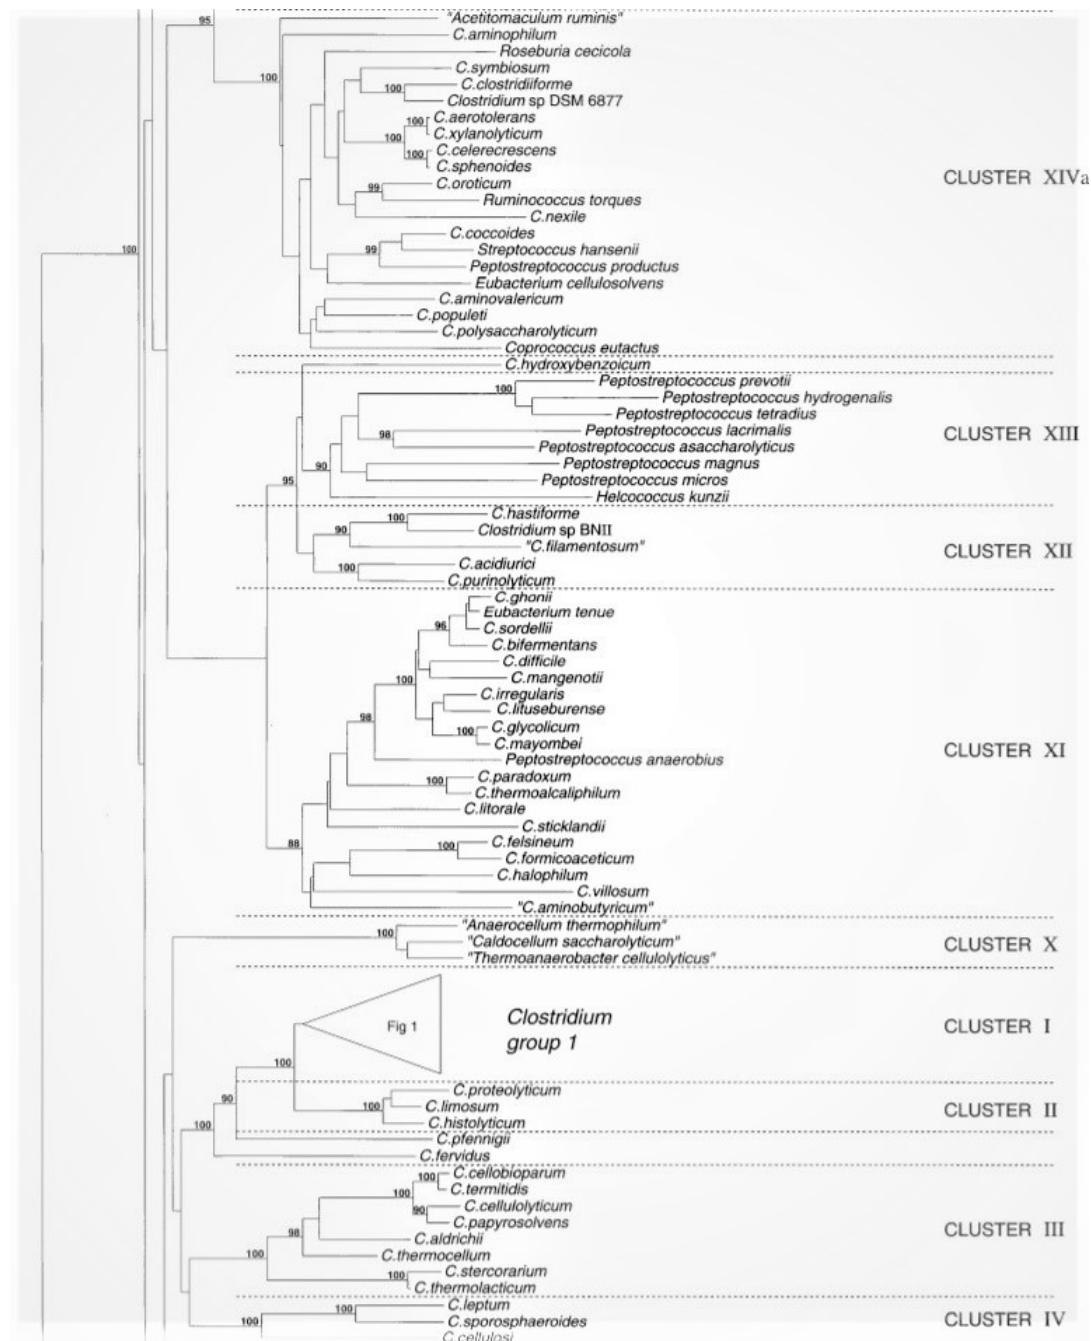 95
"Acetitomaculum ruminis"
C.aminophilum
Roseburia cecicola
C.symbiosum
100
C.clostridiiforme
100
Clostridium sp DSM 6877
C.aerotolerans
100
C.xylanolyticum
C.celerecrescens
100
C.sphenoides
CLUSTER XIVa
99
C.oroticum
Ruminococcus torques
C.nexile
C.coccoides
100
99
Streptococcus hansenii
Peptostreptococcus productus
Eubacterium cellulosolvens
C.aminovalericum
C.populeti
C.polysaccharolyticum
Coprococcus eutactus
C.hydroxybenzoicum
Peptostreptococcus prevotii
100
Peptostreptococcus hydrogenalis
Peptostreptococcus tetradius
Peptostreptococcus lacrimalis
CLUSTER XIII
98
Peptostreptococcus asaccharolyticus
Peptostreptococcus magnus
90
95
Peptostreptococcus micros
Helcococcus kunzii
C.hastiforme
100
90
Clostridium sp BNII
"C.filamentosum"
CLUSTER XII
C.acidiurici
100
C.purinolyticum
C.ghonii
Eubacterium tenue
96
C.sordellii
C.bifermentans
C.difficile
100
C.mangenotii
C.irregularis
C.lituseburense
98
C.glycolicum
100
C.mayombei
CLUSTER XI
Peptostreptococcus anaerobius
C.paradoxum
100
C.thermoalcaliphilum
C.litorale
C.sticklandii
88
C.felsineum
100
C.formicoaceticum
C.halophilum
C.villosum
"C.aminobutyricum"
"Anaerocellum thermophilum"
100
"Caldocellum saccharolyticum"
CLUSTER X
"Thermoanaerobacter cellulolyticus"
Fig 1
Clostridium
group 1
CLUSTER I
100
C.proteolyticum
90
100
C.limosum
CLUSTER II
C.histolyticum
100
C.pfennigii
C.fervidus
C.cellobioparum
100
100
C.termitidis
C.cellulolyticum
90
C.papyrosolvens
CLUSTER III
98
C.aldrichii
100
C.thermocellum
C.stercorarium
100
C.thermolacticum
C.leptum
100
100
C.sporosphaeroides
CLUSTER IV
C.cellulosi